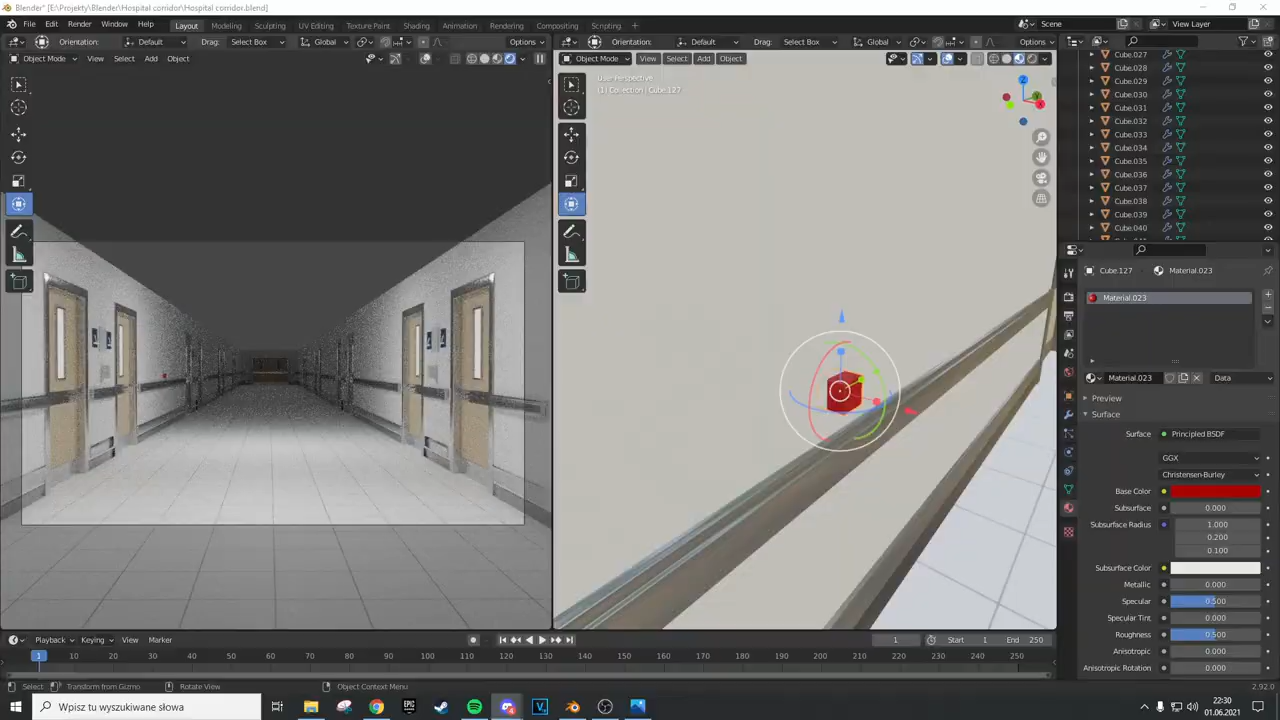 Blender* [E:\Projekty\Blender\Hospital corridor\Hospital corridor.blend]
File Edit Render Window Help Layout Modeling Sculpting UV Editing Texture Paint Shading Animation Rendering Compositing Scripting + Scene View Layer
Orientation: Default Drag: Select Box Global Options
Orientation: Default Drag: Select Box Global Options
Object Mode View Select Add Object
Object Mode View Select Add Object
User Perspective
(1) Collection | Cube.127
Cube.027
Cube.028
Cube.029
Cube.030
Cube.031
Cube.032
Cube.033
Cube.034
Cube.035
Cube.036
Cube.037
Cube.038
Cube.039
Cube.040
Cube.127 Material.023
Material.023
Material.023 Data
Preview
Surface
Surface Principled BSDF
GGX
Christensen-Burley
Base Color
Subsurface 0.000
Subsurface Radius 1.000
0.200
0.100
Subsurface Color
Metallic 0.000
Specular 0.500
Specular Tint 0.000
Roughness 0.500
Anisotropic 0.000
Anisotropic Rotation 0.000
Playback Keying View Marker 1 Start 1 End 250
1 10 20 30 40 50 60 70 80 90 100 110 120 130 140 150 160 170 180 190 200 210 220 230 240 250
Select Transform from Gizmo Rotate View Object Context Menu 2.92.0
Wpisz tu wyszukiwane słowa
EPIC
22:30
01.06.2021